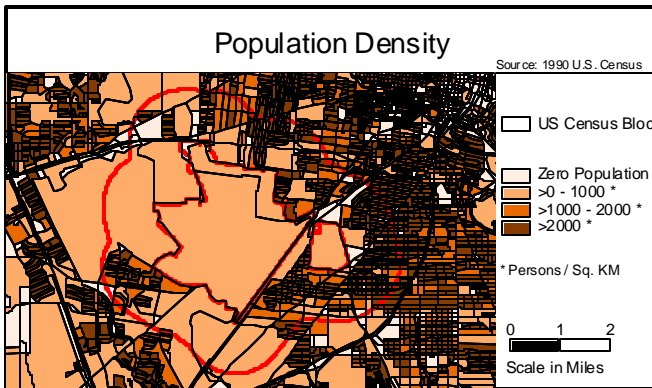 Population Density
Source: 1990 U.S. Census
US Census Bloc
Zero Population
>0 - 1000 *
>1000 - 2000 *
>2000 *
* Persons / Sq. KM
0 1 2
Scale in Miles